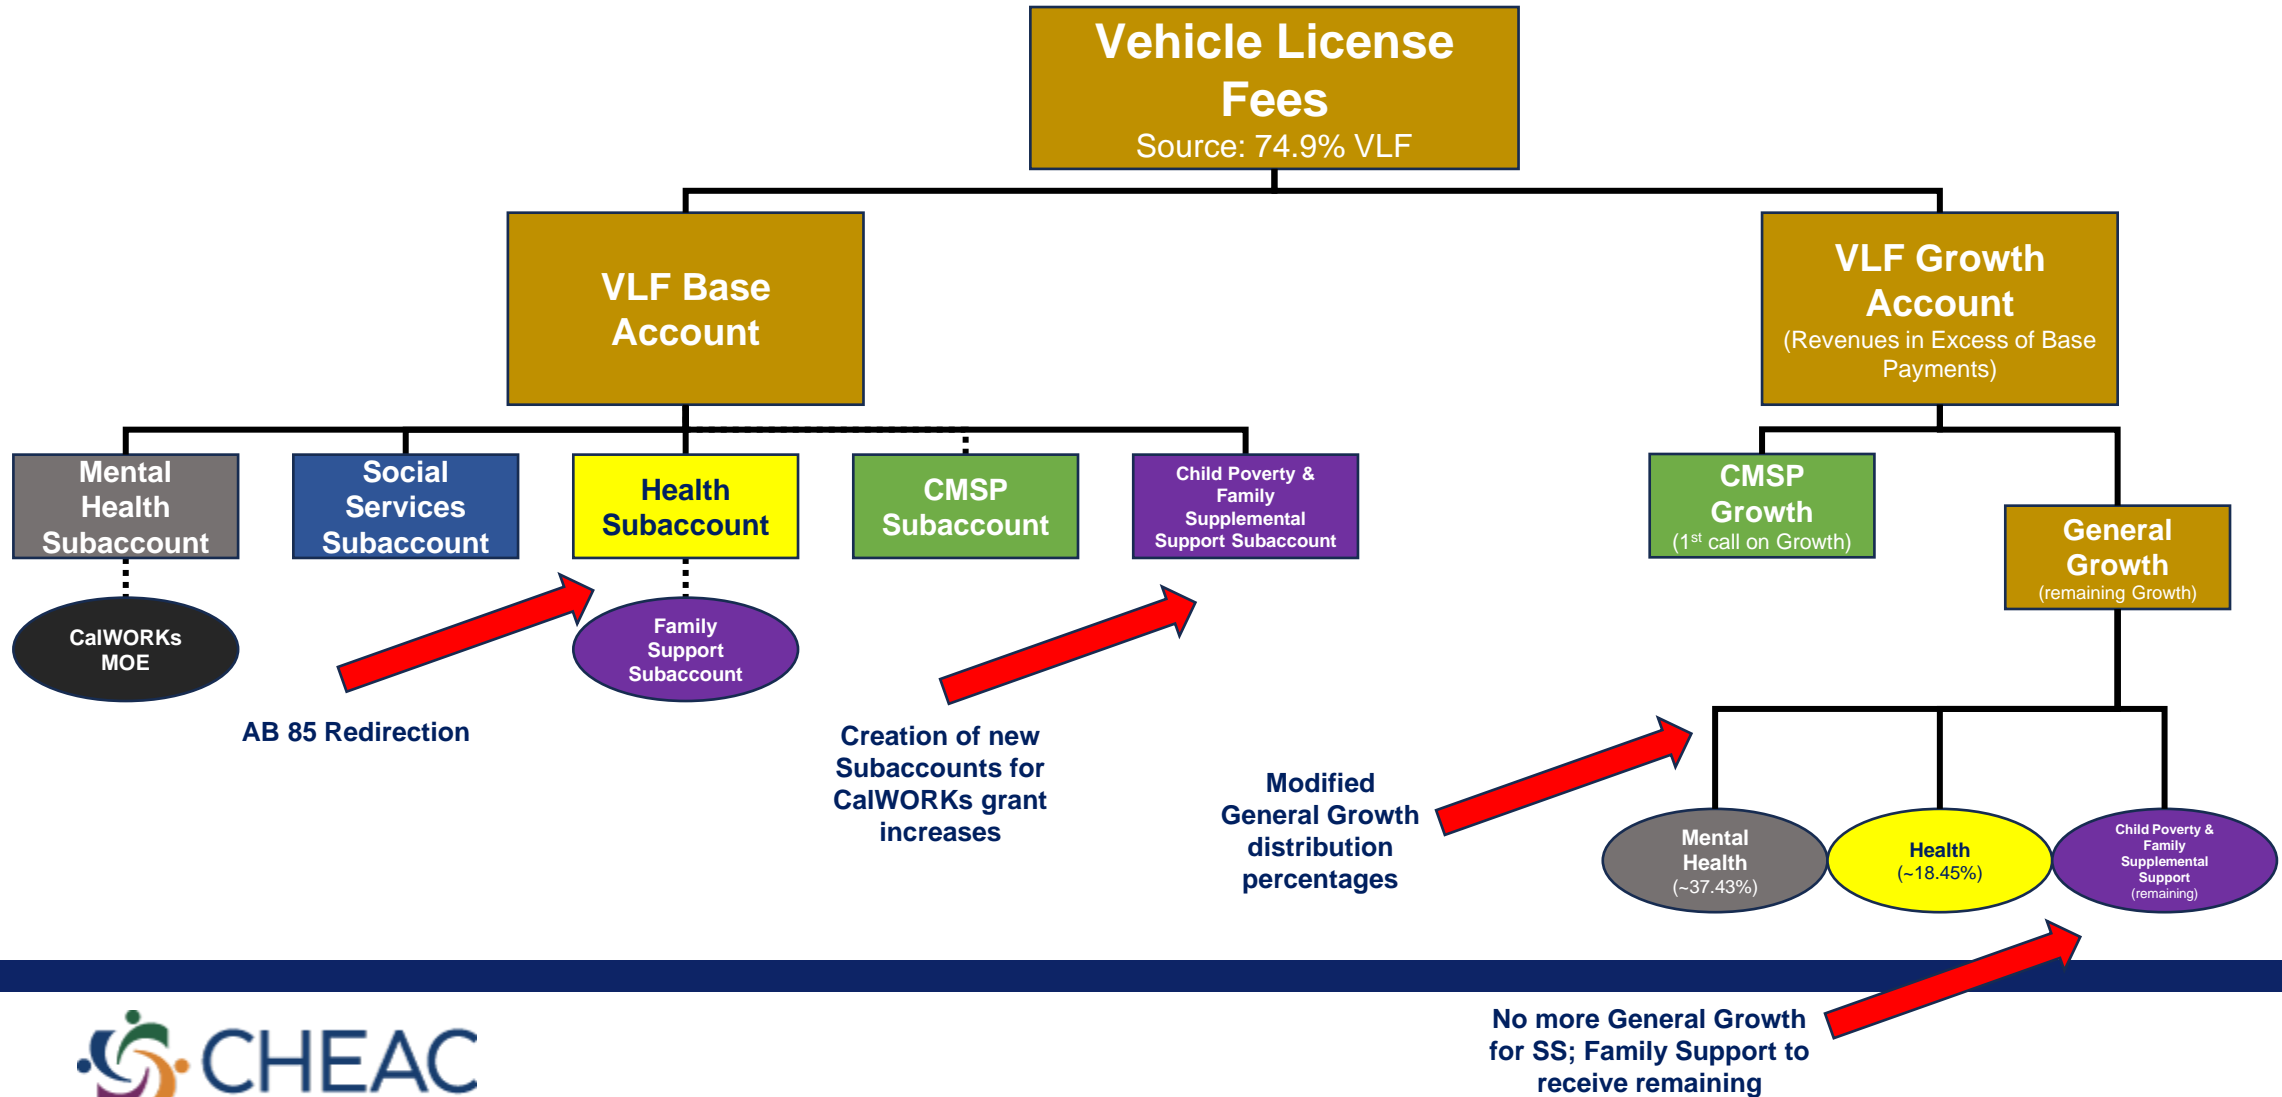 Vehicle License
Fees
Source: 74.9% VLF
VLF Base
Account
VLF Growth
Account
(Revenues in Excess of Base
Payments)
Mental
Health
Subaccount
Social
Services
Subaccount
Health
Subaccount
CMSP
Subaccount
Child Poverty &
Family
Supplemental
Support Subaccount
CMSP
Growth
(1st call on Growth)
General
Growth
(remaining Growth)
CalWORKs
MOE
Family
Support
Subaccount
AB 85 Redirection
Creation of new
Subaccounts for
CalWORKs grant
increases
Modified
General Growth
distribution
percentages
Mental
Health
(~37.43%)
Health
(~18.45%)
Child Poverty &
Family
Supplemental
Support
(remaining)
No more General Growth
for SS; Family Support to
receive remaining
CHEAC